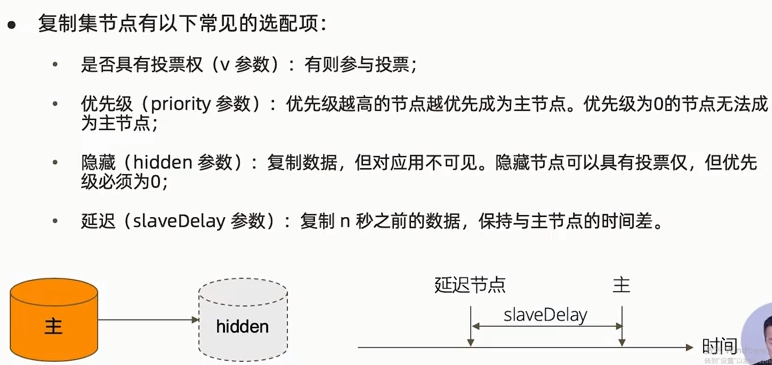 复制集节点有以下常见的选配项：
是否具有投票权（v 参数）：有则参与投票；
优先级（priority 参数）：优先级越高的节点越优先成为主节点。优先级为0的节点无法成
为主节点；
隐藏（hidden 参数）：复制数据，但对应用不可见。隐藏节点可以具有投票仅，但优先
级必须为0；
延迟（slaveDelay 参数）：复制 n 秒之前的数据，保持与主节点的时间差。
主
hidden
延迟节点
主
slaveDelay
时间